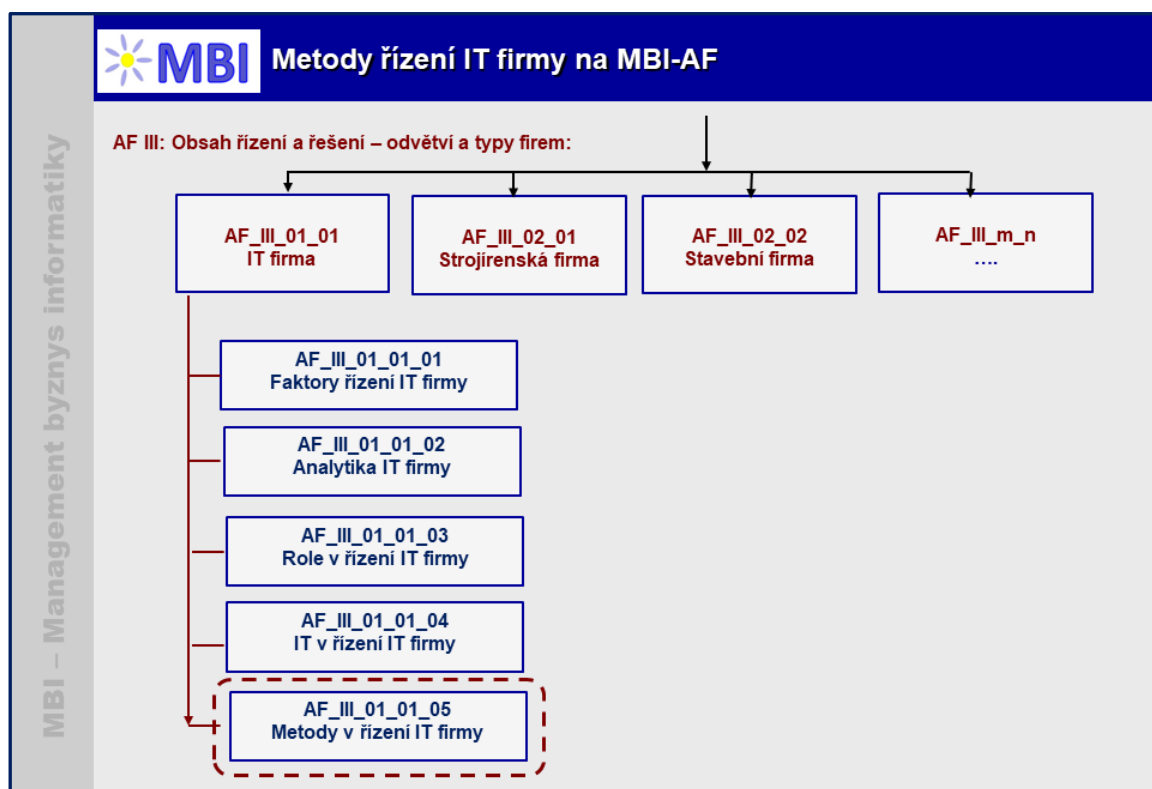 MBI
Metody řízení IT firmy na MBI-AF
MBI – Management byznys informatiky
AF III: Obsah řízení a řešení – odvětví a typy firem:
AF_III_01_01
IT firma
AF_III_02_01
Strojírenská firma
AF_III_02_02
Stavební firma
AF_III_m_n
....
AF_III_01_01_01
Faktory řízení IT firmy
AF_III_01_01_02
Analytika IT firmy
AF_III_01_01_03
Role v řízení IT firmy
AF_III_01_01_04
IT v řízení IT firmy
AF_III_01_01_05
Metody v řízení IT firmy